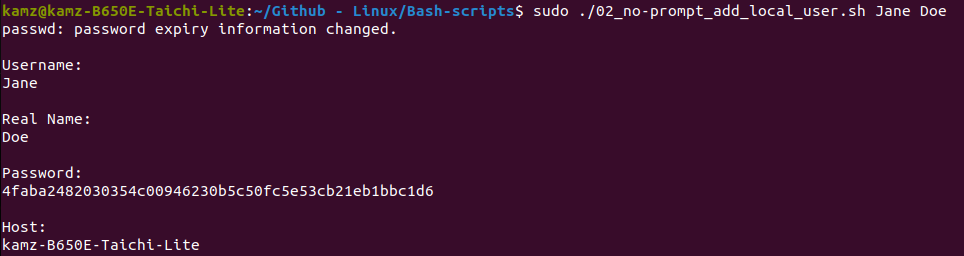 kamz@kamz-B650E-Taichi-Lite:~/Github - Linux/Bash-scripts$ sudo ./02_no-prompt_add_local_user.sh Jane Doe
passwd: password expiry information changed.
Username:
Jane
Real Name:
Doe
Password:
4faba2482030354c00946230b5c50fc5e53cb21eb1bbc1d6
Host:
kamz-B650E-Taichi-Lite